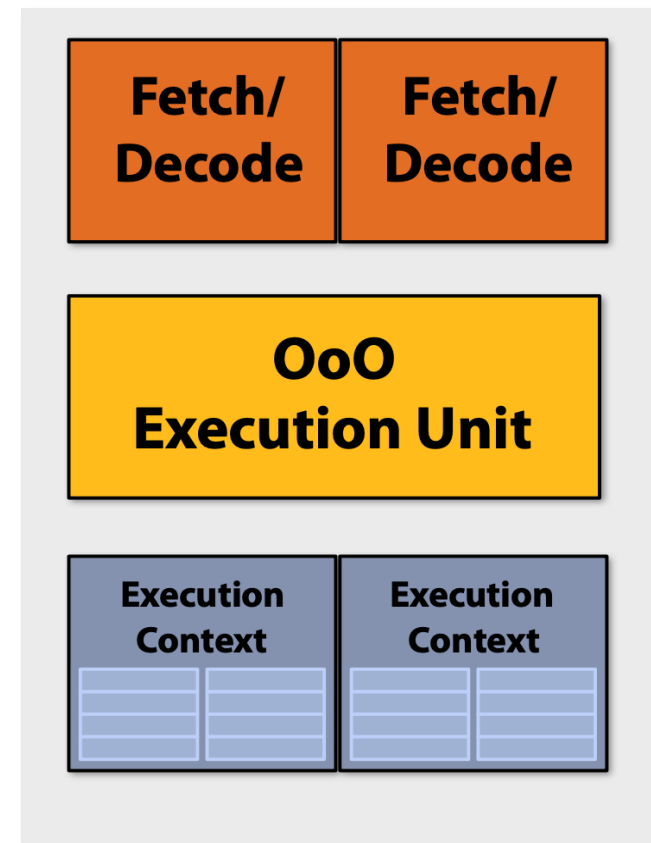 Fetch/
Decode
Fetch/
Decode
OoO
Execution Unit
Execution
Context
Execution
Context